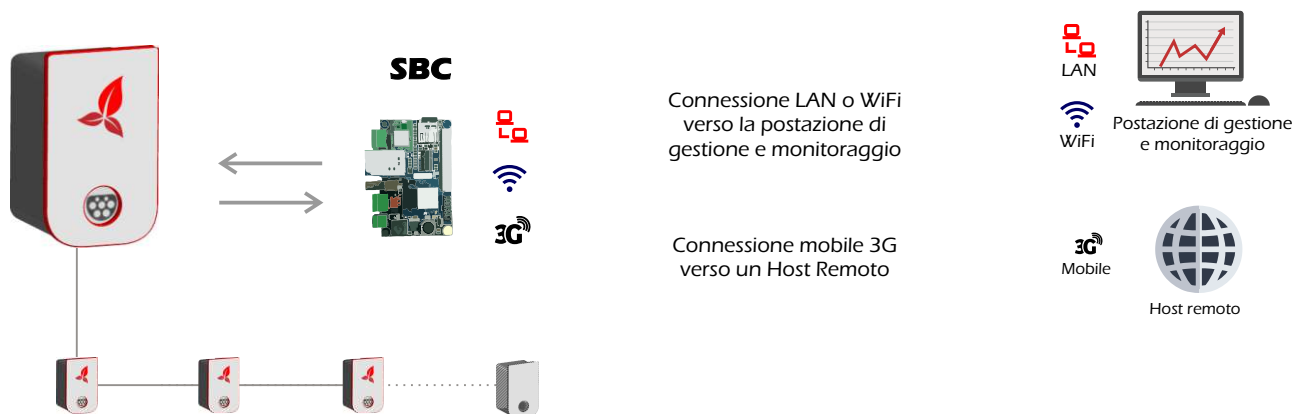 SBC
3G
Connessione LAN o WiFi
verso la postazione di
gestione e monitoraggio
Connessione mobile 3G
verso un Host Remoto
LAN
WiFi
Postazione di gestione
e monitoraggio
3G
Mobile
Host remoto